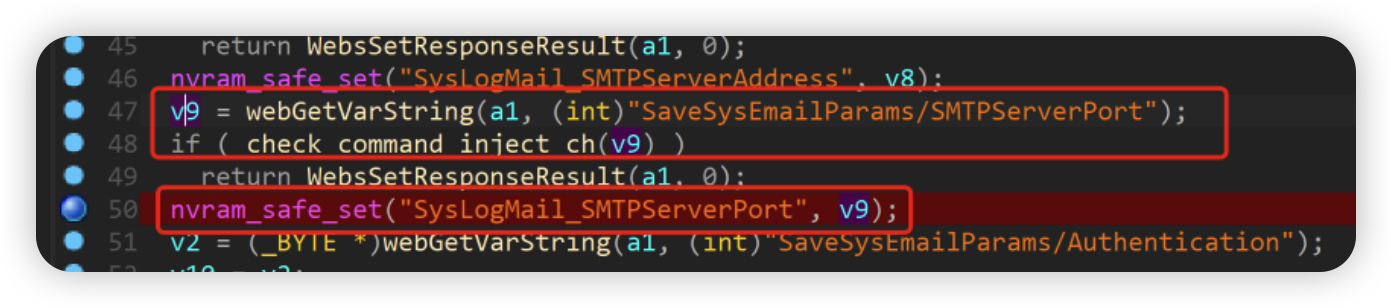 45 return WebsSetResponseResult(a1, 0);
46 nvram_safe_set("SysLogMail_SMTPServerAddress", v8);
47 v9 = webGetVarString(a1, (int)"SaveSysEmailParams/SMTPServerPort");
48 if ( check_command_inject_ch(v9) )
49 return WebsSetResponseResult(a1, 0);
50 nvram_safe_set("SysLogMail_SMTPServerPort", v9);
51 v2 = (_BYTE *)webGetVarString(a1, (int)"SaveSysEmailParams/Authentication");
52 v10 = v2;